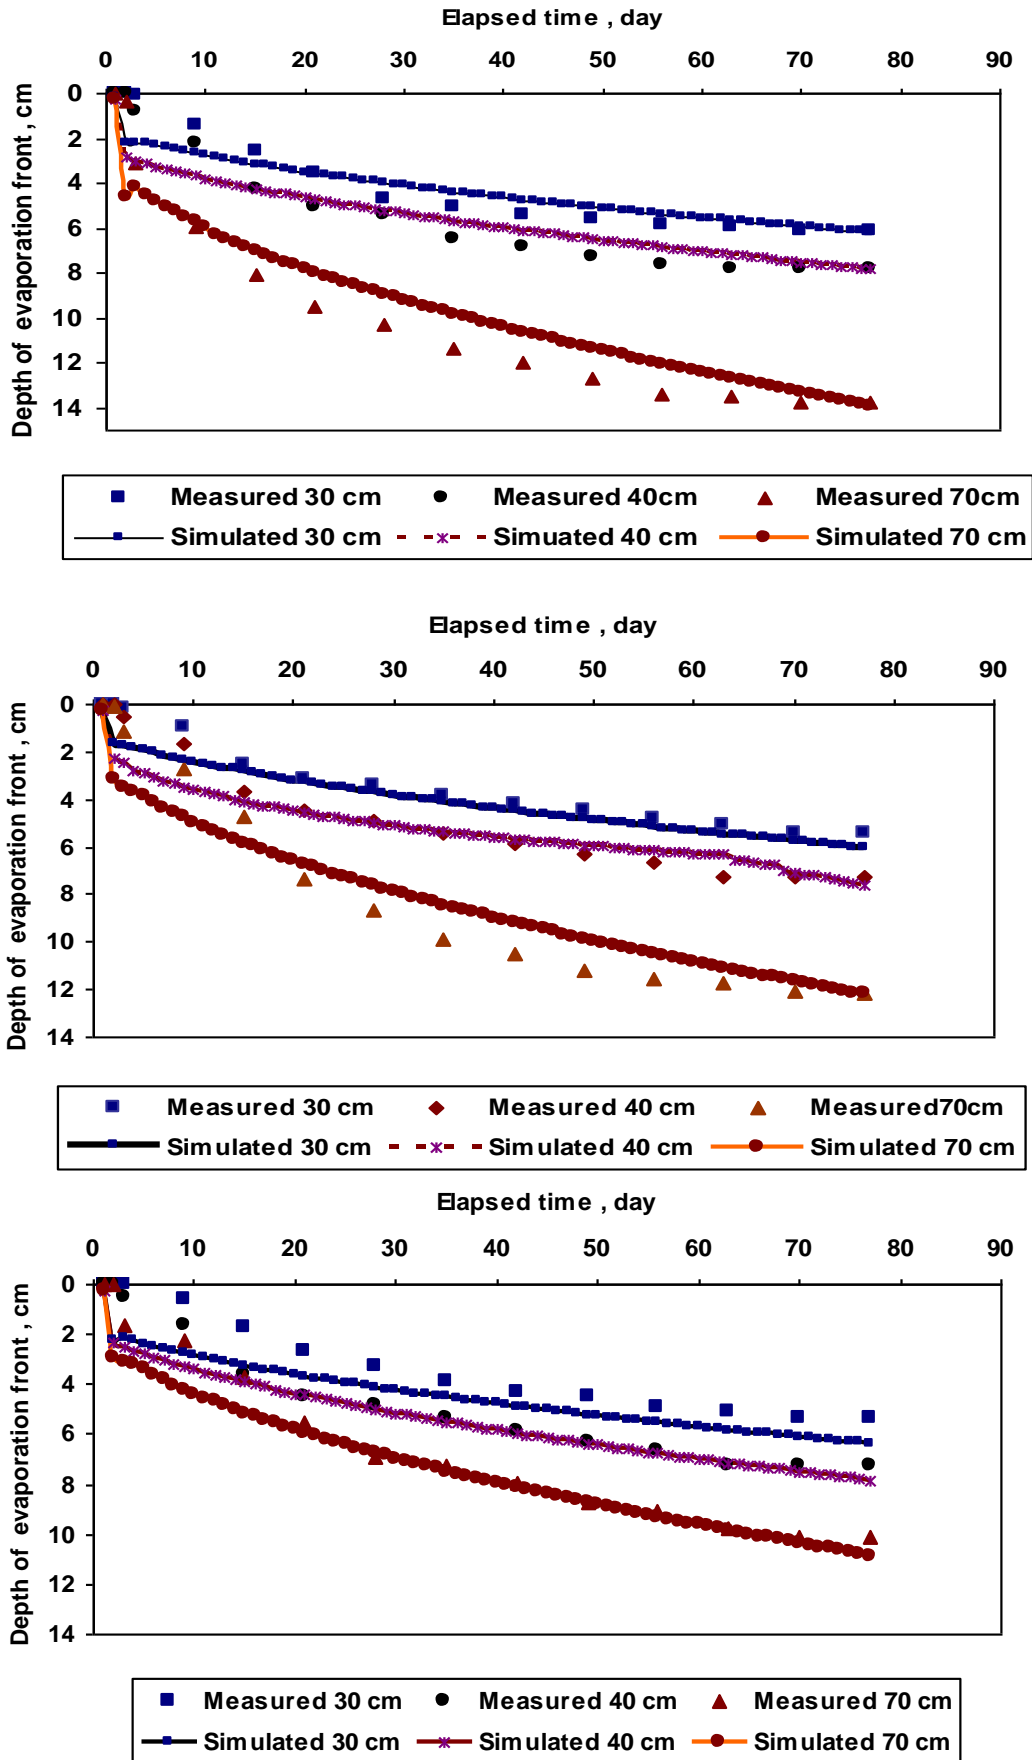 Elapsed time , day
0 10 20 30 40 50 60 70 80 90
Depth of evaporation front , cm
0
2
4
6
8
10
12
14
Measured 30 cm Measured 40cm Measured 70cm
Simulated 30 cm Simuated 40 cm Simulated 70 cm
Elapsed time , day
0 10 20 30 40 50 60 70 80 90
Depth of evaporation front , cm
0
2
4
6
8
10
12
14
Measured 30 cm Measured 40 cm Measured70cm
Simulated 30 cm Simulated 40 cm Simulated 70 cm
Elapsed time , day
0 10 20 30 40 50 60 70 80 90
Depth of evaporation front, cm
0
2
4
6
8
10
12
14
Measured 30 cm Measured 40 cm Measured 70 cm
Simulated 30 cm Simulated 40 cm Simulated 70 cm